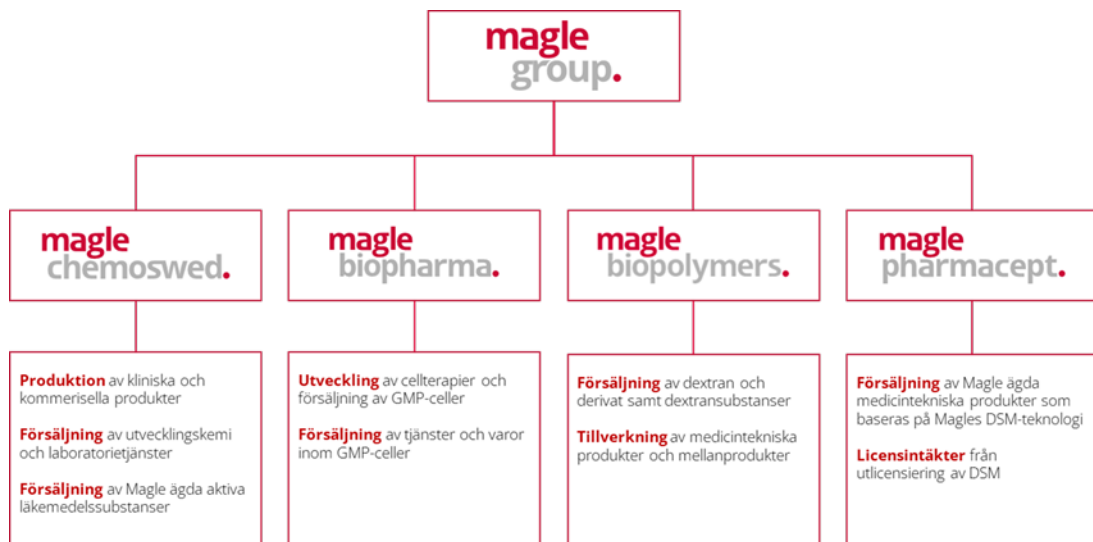 magle
group.
magle
chemoswed.
magle
biopharma.
magle
biopolymers.
magle
pharmacept.
Produktion av kliniska och
kommerisella produkter
Försäljning av utvecklingskemi
och laboratorietjänster
Försäljning av Magle ägda aktiva
läkemedelssubstanser
Utveckling av cellterapier och
försäljning av GMP-celler
Försäljning av tjänster och varor
inom GMP-celler
Försäljning av dextran och
derivat samt dextransubstanser
Tillverkning av medicintekniska
produkter och mellanprodukter
Försäljning av Magle ägda
medicintekniska produkter som
baseras på Magles DSM-teknologi
Licensintäkter från
utlicensiering av DSM